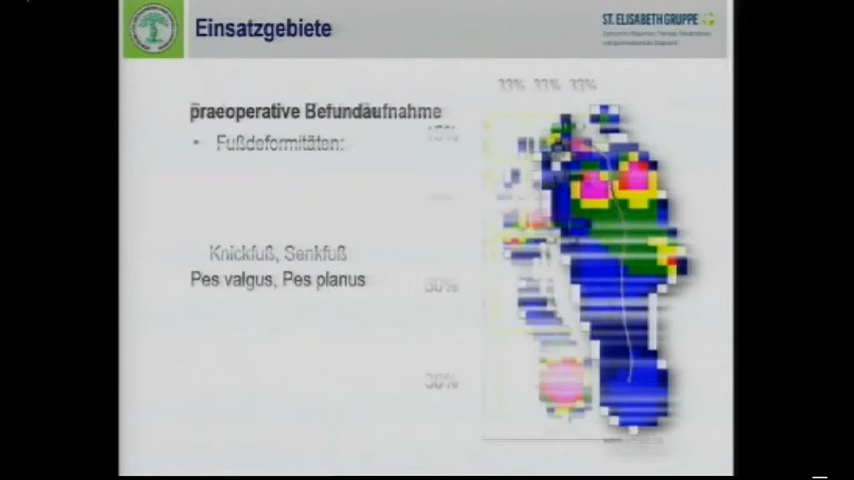 Einsatzgebiete
ST. ELISABETH GRUPPE
33% 33% 33%
praeoperative Befundaufnahme
15%
• Fußdeformitäten:
Knickfuß, Senkfuß
Pes valgus, Pes planus
30%
30%